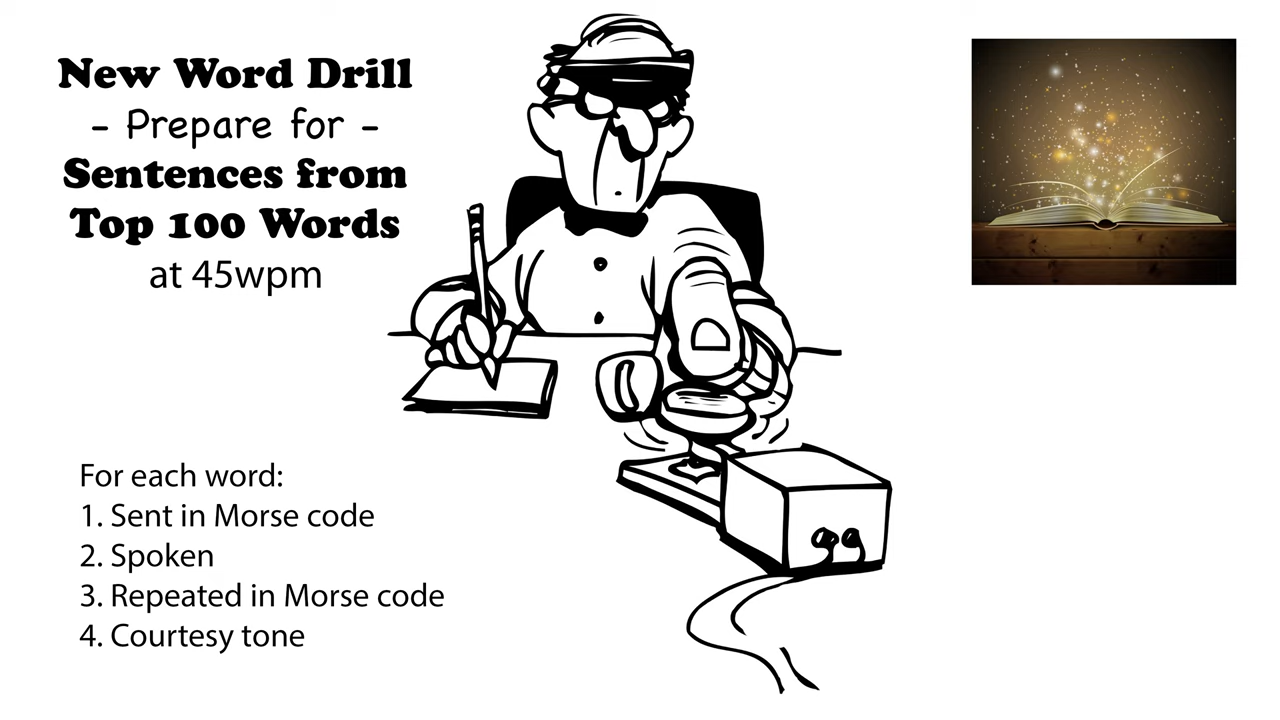 New Word Drill
- Prepare for -
Sentences from
Top 100 Words
at 45wpm
For each word:
1. Sent in Morse code
2. Spoken
3. Repeated in Morse code
4. Courtesy tone